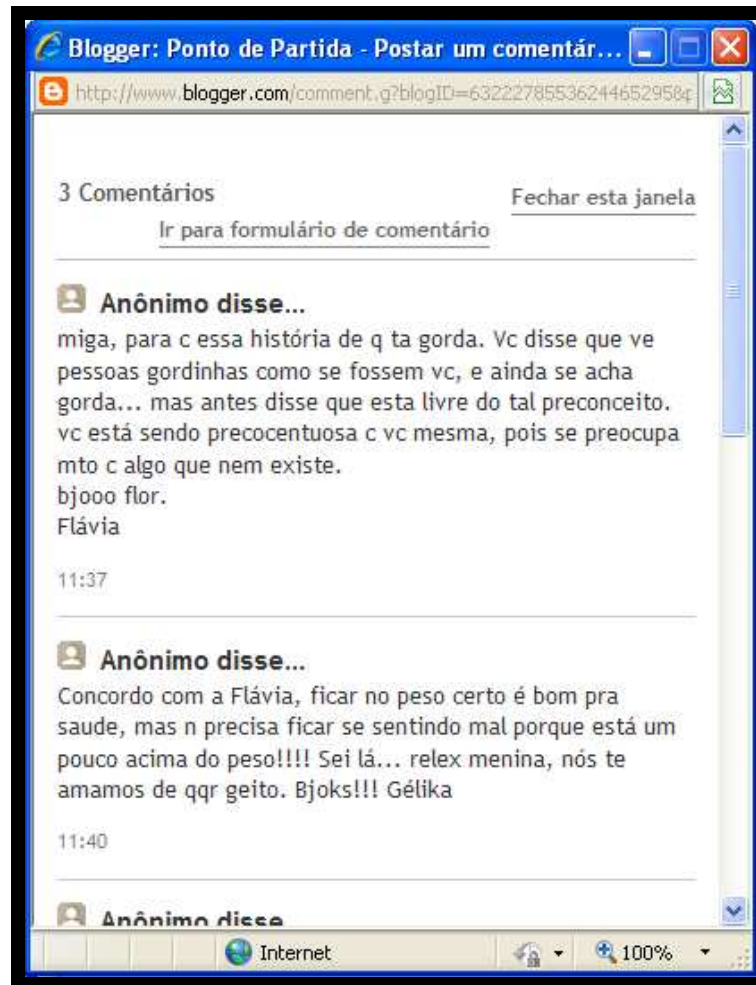 Blogger: Ponto de Partida - Postar um comentár...
http://www.blogger.com/comment.g?blogID=6322278553624465295&p
3 Comentários
Fechar esta janela
Ir para formulário de comentário
Anônimo disse...
miga, para c essa história de q ta gorda. Vc disse que ve
pessoas gordinhas como se fossem vc, e ainda se acha
gorda... mas antes disse que esta livre do tal preconceito.
vc está sendo precocentuosa c vc mesma, pois se preocupa
mto c algo que nem existe.
bjooo flor.
Flávia
11:37
Anônimo disse...
Concordo com a Flávia, ficar no peso certo é bom pra
saude, mas n precisa ficar se sentindo mal porque está um
pouco acima do peso!!!! Sei lá... relex menina, nós te
amamos de qqr geito. Bjoks!!! Gélika
11:40
Anônimo disse
Internet
100%